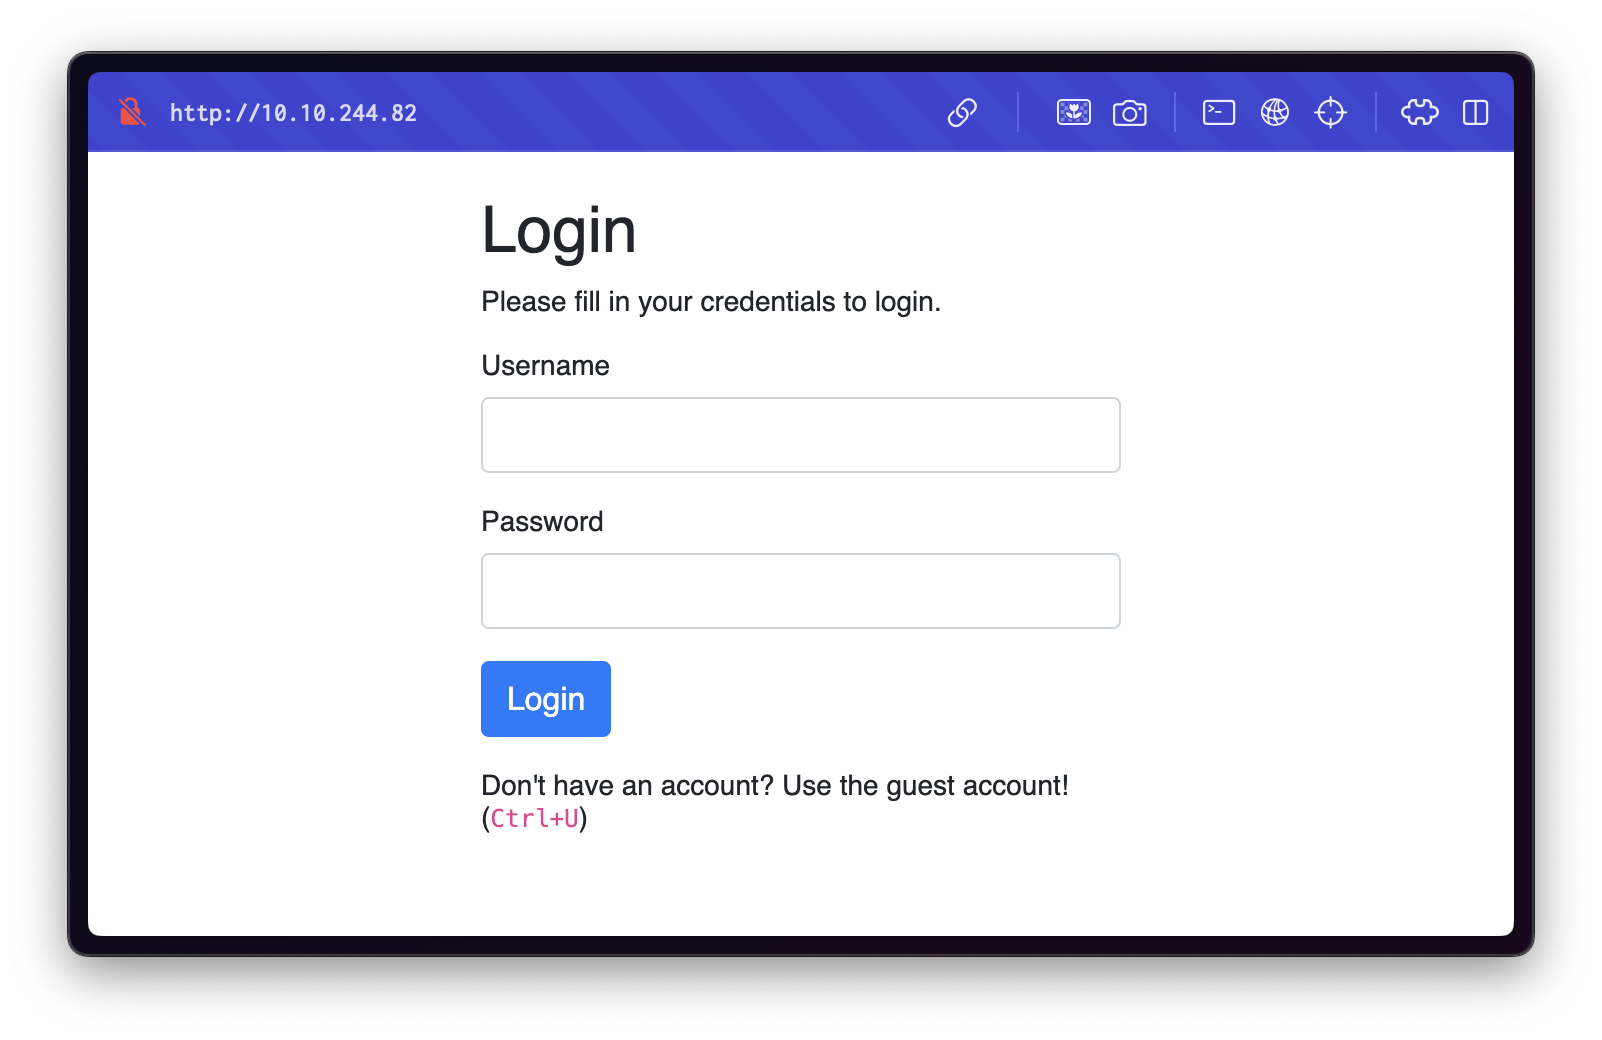 http://10.10.244.82
Login
Please fill in your credentials to login.
Username
Password
Login
Don't have an account? Use the guest account!
(Ctrl+U)